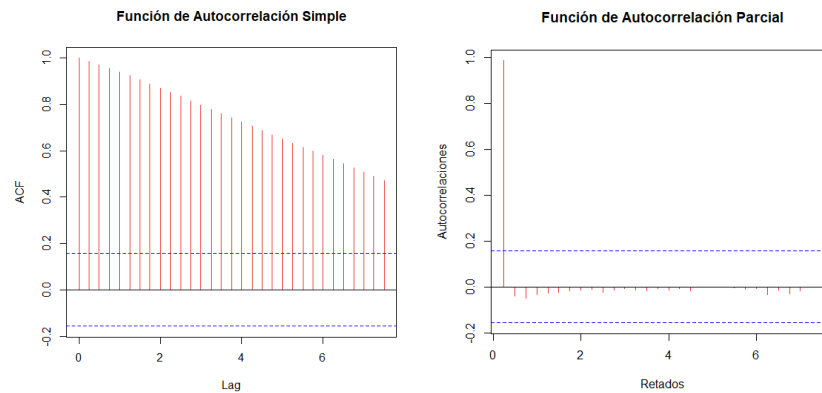 Función de Autocorrelación Simple
ACF
1.0
0.8
0.6
0.4
0.2
0.0
-0.2
0 2 4 6
Lag
Función de Autocorrelación Parcial
Autocorrelaciones
1.0
0.8
0.6
0.4
0.2
0.0
-0.2
0 2 4 6
Retados